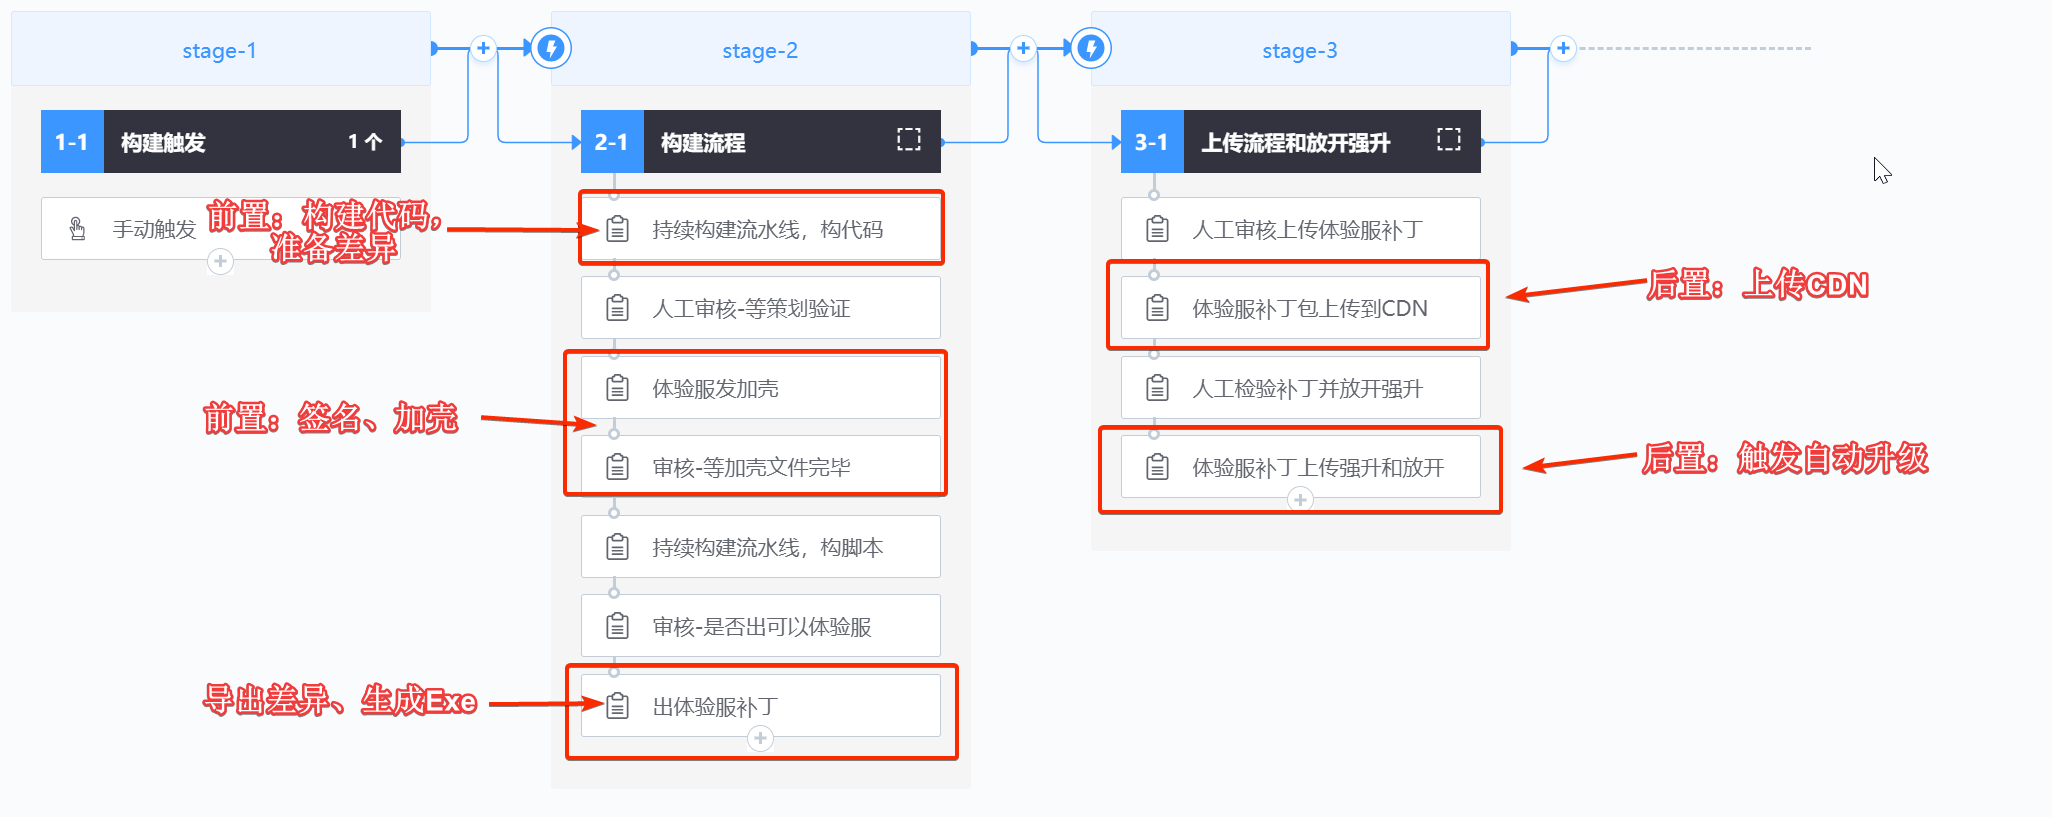 stage-1
stage-2
stage-3
1-1 构建触发 1 个
手动触发
前置：构建代码，
准备差异
2-1 构建流程
持续构建流水线，构代码
人工审核-等策划验证
前置：签名、加壳
体验服发加壳
审核-等加壳文件完毕
持续构建流水线，构脚本
审核-是否出可以体验服
导出差异、生成Exe
出体验服补丁
3-1 上传流程和放开强升
人工审核上传体验服补丁
体验服补丁包上传到CDN
后置：上传CDN
人工检验补丁并放开强升
体验服补丁上传强升和放开
后置：触发自动升级